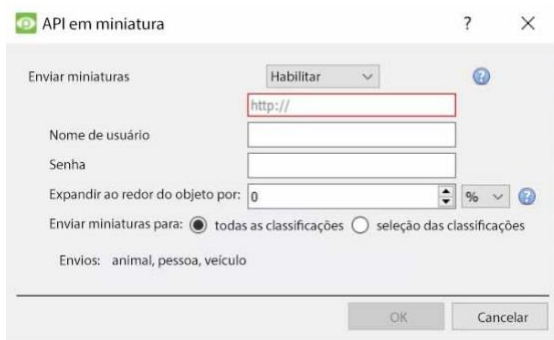 API em miniatura ?
Enviar miniaturas Habilitar ?
http://
Nome de usuário
Senha
Expandir ao redor do objeto por: 0 % ?
Enviar miniaturas para: todas as classificações seleção das classificações
Envios: animal, pessoa, veículo
OK Cancelar